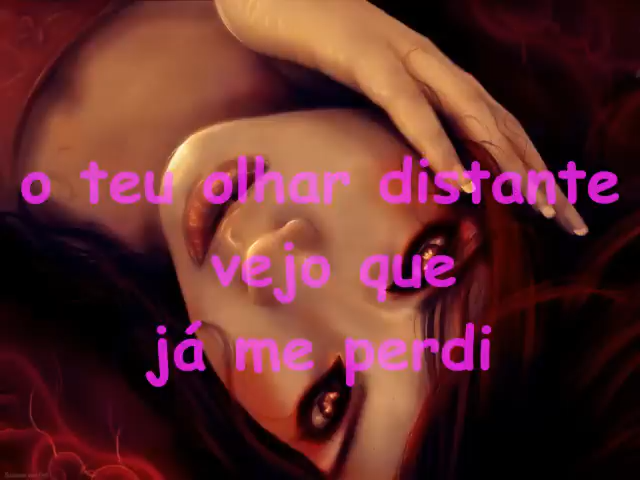 o teu olhar distante
vejo que
já me perdi